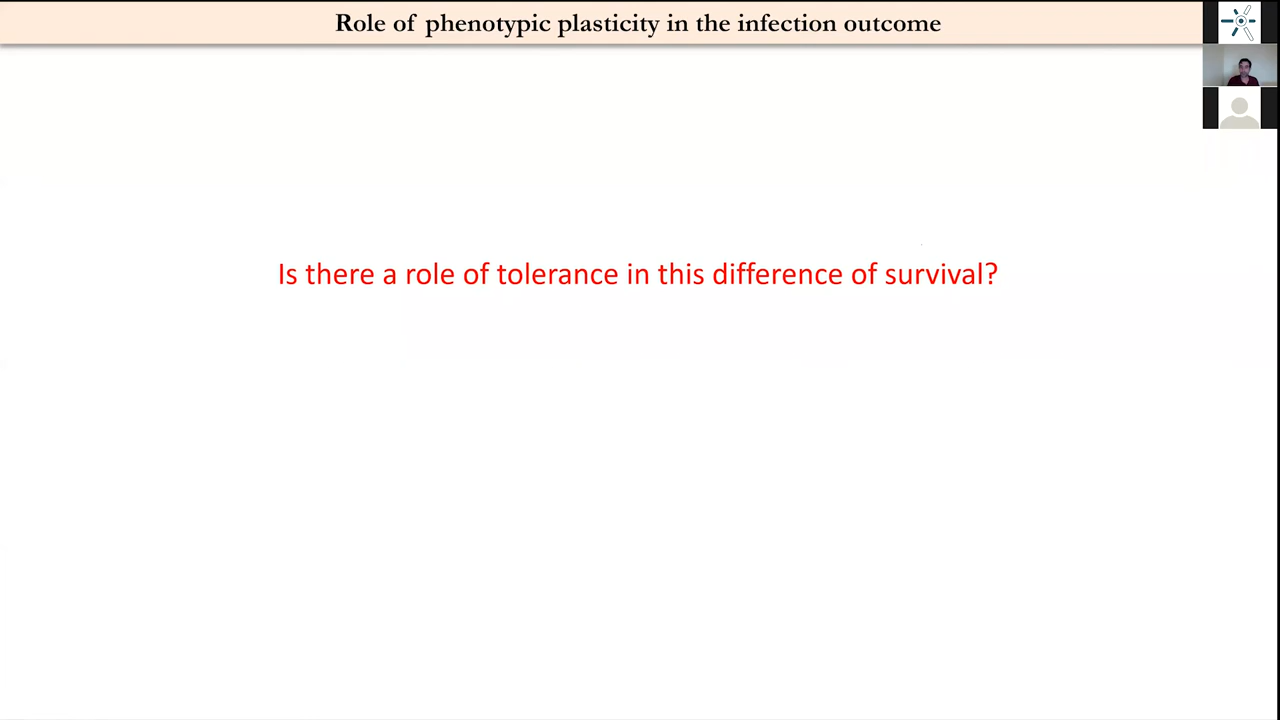 Role of phenotypic plasticity in the infection outcome
Is there a role of tolerance in this difference of survival?